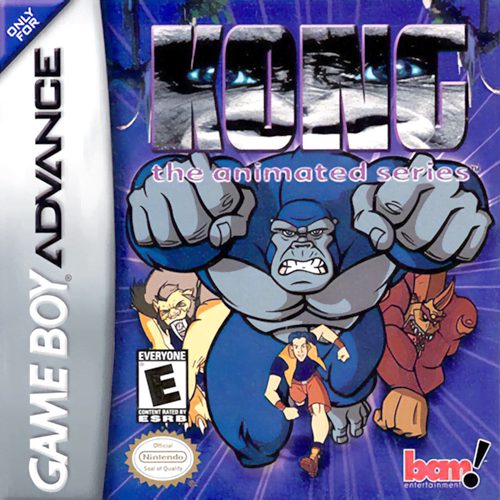 ONLY
FOR
GAME BOY ADVANCE
KONG
the animated series™
EVERYONE
E
CONTENT RATED BY
ESRB
Official
Nintendo
Seal of Quality
bam!
entertainment